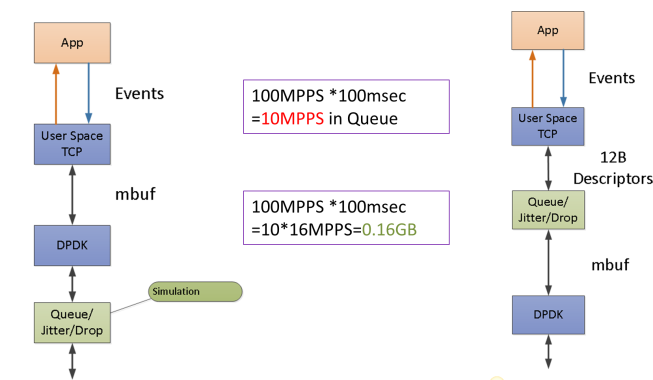 App
Events
User Space
TCP
mbuf
DPDK
Simulation
Queue/
Jitter/Drop
100MPPS *100msec
=10MPPS in Queue
100MPPS *100msec
=10*16MPPS=0.16GB
App
Events
User Space
TCP
12B
Descriptors
Queue/
Jitter/Drop
mbuf
DPDK